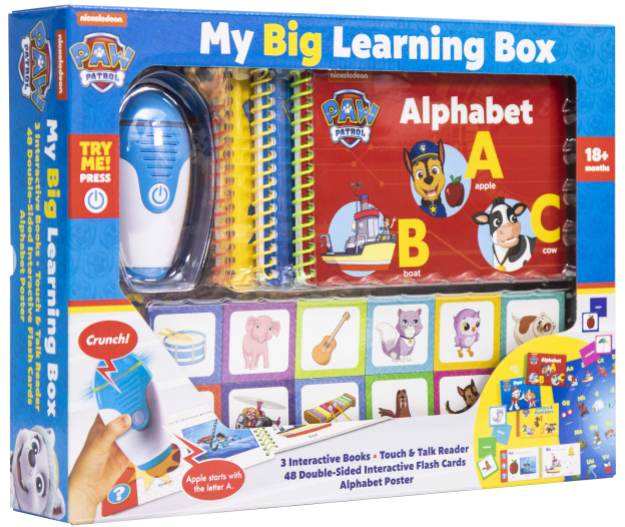 nickelodeon
PAW
PATROL
My Big Learning Box
TRY
ME!
PRESS
nickelodeon
PAW
PATROL
Alphabet
A
apple
B
boat
C
cow
18+
months
Crunch!
Apple starts with
the letter A.
?
3 Interactive Books • Touch & Talk Reader
48 Double-Sided Interactive Flash Cards
Alphabet Poster
Alphabet
A
B
C
nickelodeon
PAW
PATROL
My Big Learning Box
3 Interactive Books • Touch & Talk Reader
48 Double-sided Interactive Flash Cards
Alphabet Poster